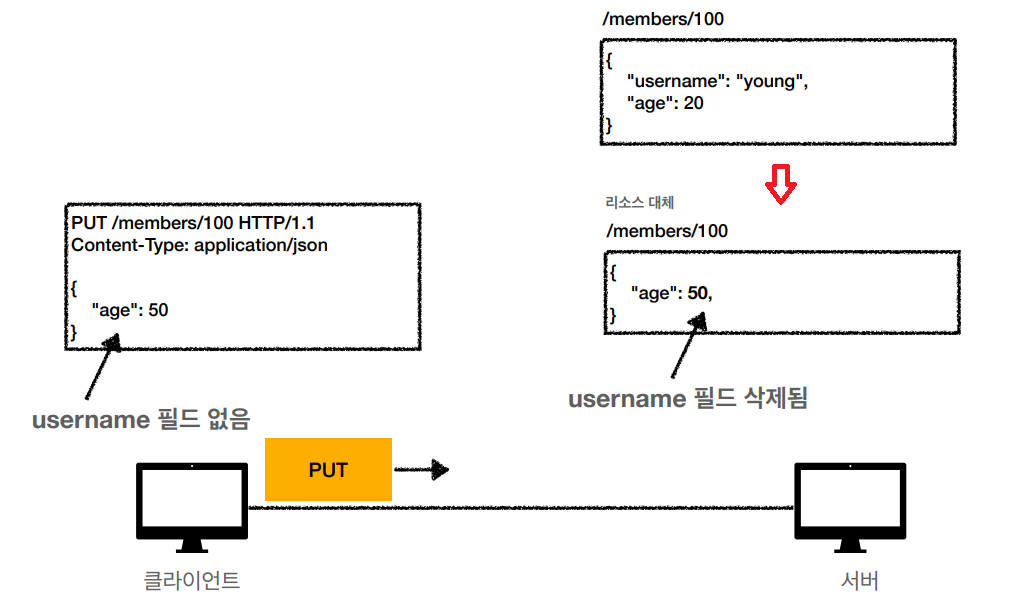 /members/100
{
"username": "young",
"age": 20
}
리소스 대체
/members/100
{
"age": 50,
}
username 필드 삭제됨
PUT /members/100 HTTP/1.1
Content-Type: application/json
{
"age": 50
}
username 필드 없음
PUT
클라이언트
서버